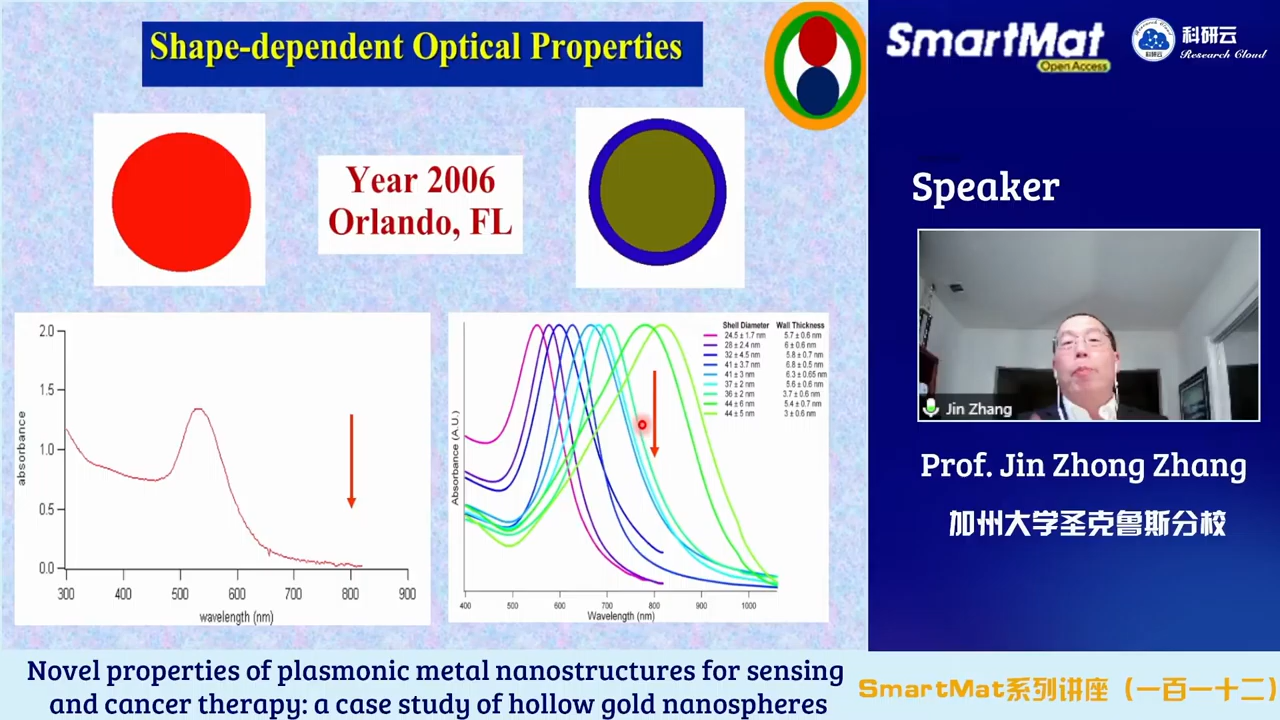 Shape-dependent Optical Properties
Year 2006
Orlando, FL
2.0
1.5
1.0
0.5
0.0
absorbance
300 400 500 600 700 800 900
wavelength (nm)
Shell Diameter Wall Thickness
24.5 ± 1.7 nm 5.7 ± 0.6 nm
28 ± 2.4 nm 6 ± 0.6 nm
32 ± 4.5 nm 5.8 ± 0.7 nm
41 ± 3.7 nm 6.8 ± 0.5 nm
41 ± 3 nm 6.3 ± 0.65 nm
37 ± 2 nm 5.6 ± 0.6 nm
36 ± 2 nm 3.7 ± 0.6 nm
44 ± 6 nm 5.4 ± 0.7 nm
44 ± 5 nm 3 ± 0.6 nm
Absorbance (A.U.)
400 500 600 700 800 900 1000
Wavelength (nm)
SmartMat
Open Access
科研云
Research Cloud
Speaker
Jin Zhang
Prof. Jin Zhong Zhang
加州大学圣克鲁斯分校
Novel properties of plasmonic metal nanostructures for sensing
and cancer therapy: a case study of hollow gold nanospheres
SmartMat系列讲座（一百一十二）